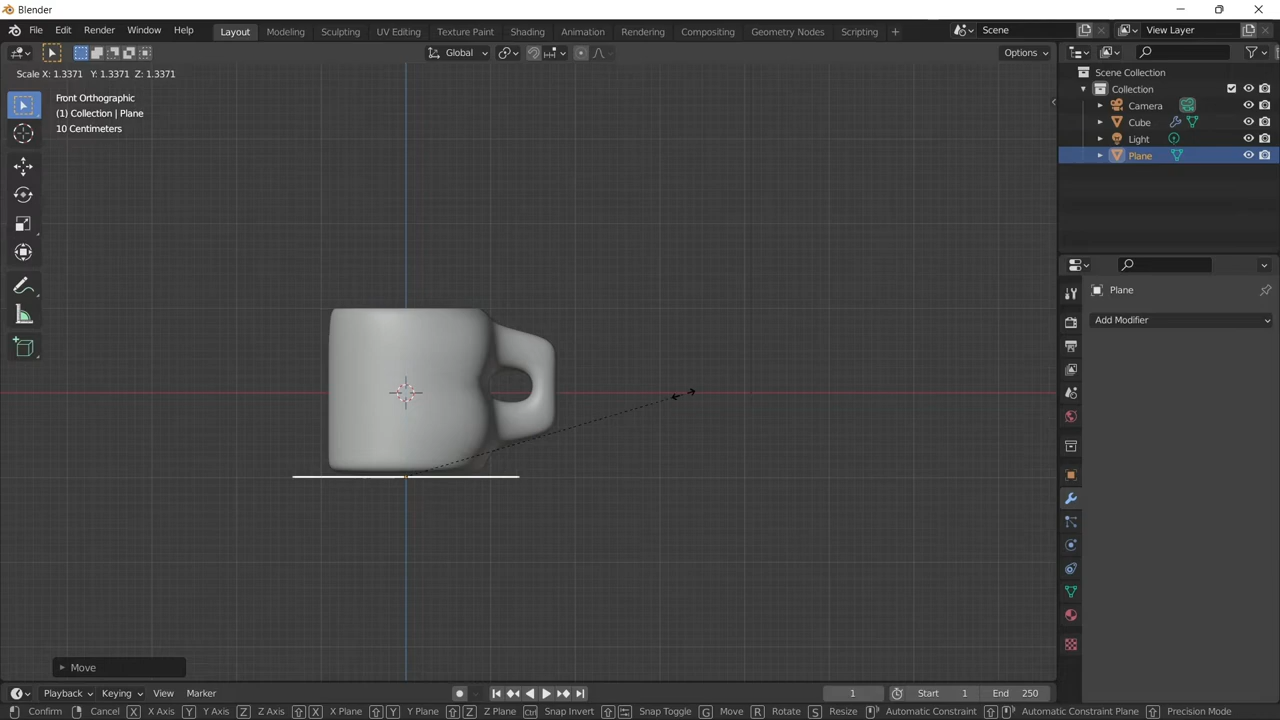 Blender
File Edit Render Window Help
Layout Modeling Sculpting UV Editing Texture Paint Shading Animation Rendering Compositing Geometry Nodes Scripting +
Scene
View Layer
Global
Options
Scale X: 1.3371 Y: 1.3371 Z: 1.3371
Front Orthographic
(1) Collection | Plane
10 Centimeters
Scene Collection
Collection
Camera
Cube
Light
Plane
Plane
Add Modifier
Move
Playback Keying View Marker
1
Start 1
End 250
Confirm Cancel X X Axis Y Y Axis Z Z Axis X X Plane Y Y Plane Z Z Plane Ctrl Snap Invert Snap Toggle G Move R Rotate S Resize Automatic Constraint Automatic Constraint Plane Precision Mode